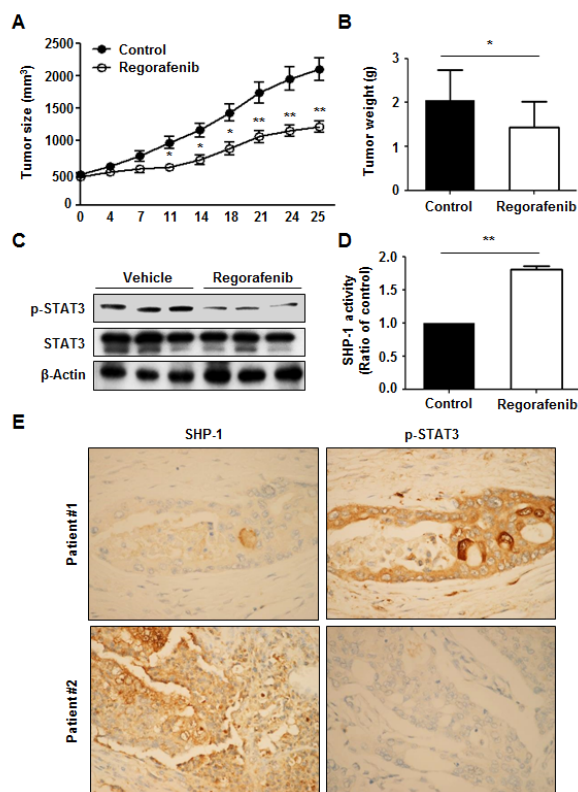 A
Control
Regorafenib
Tumor size (mm3)
2500
2000
1500
1000
500
0
* * * ** ** **
0 4 7 11 14 18 21 24 25
B
*
Tumor weight (g)
3
2
1
0
Control Regorafenib
C
Vehicle Regorafenib
p-STAT3
STAT3
β-Actin
D
**
SHP-1 activity
(Ratio of control)
2.0
1.5
1.0
0.5
0.0
Control Regorafenib
E
SHP-1 p-STAT3
Patient #1
Patient #2